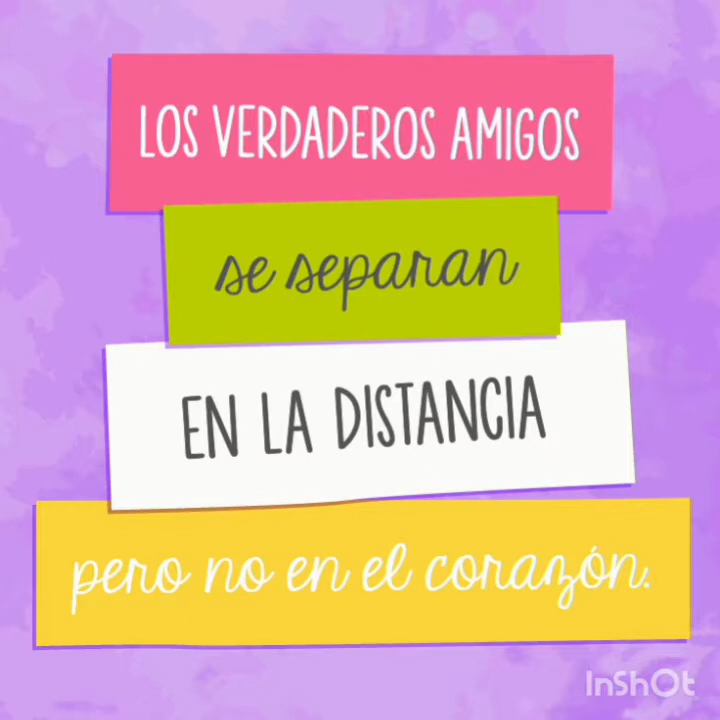 LOS VERDADEROS AMIGOS
se separan
EN LA DISTANCIA
pero no en el corazón.
InShOt